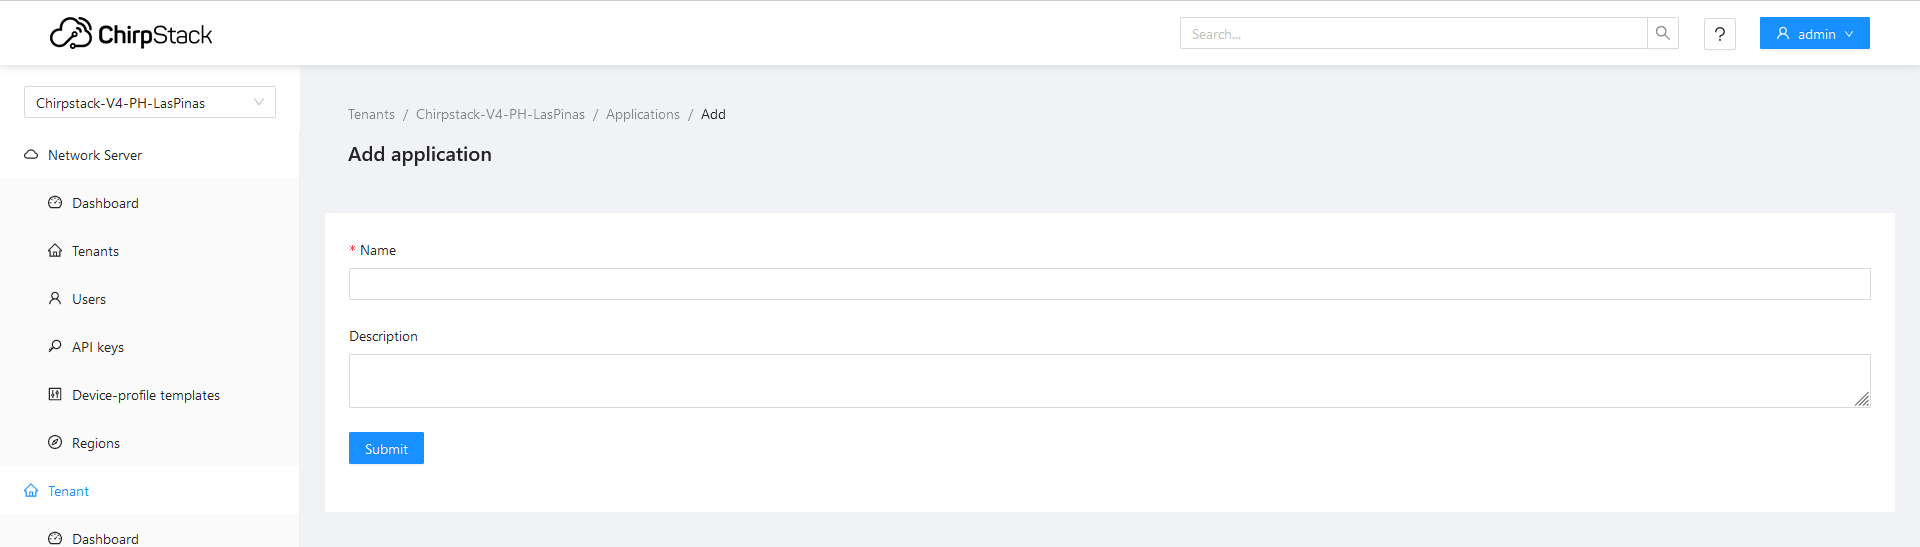 ChirpStack
Search...
?
admin
Chirpstack-V4-PH-LasPinas
Network Server
Dashboard
Tenants
Users
API keys
Device-profile templates
Regions
Tenant
Dashboard
Tenants / Chirpstack-V4-PH-LasPinas / Applications / Add
Add application
* Name
Description
Submit